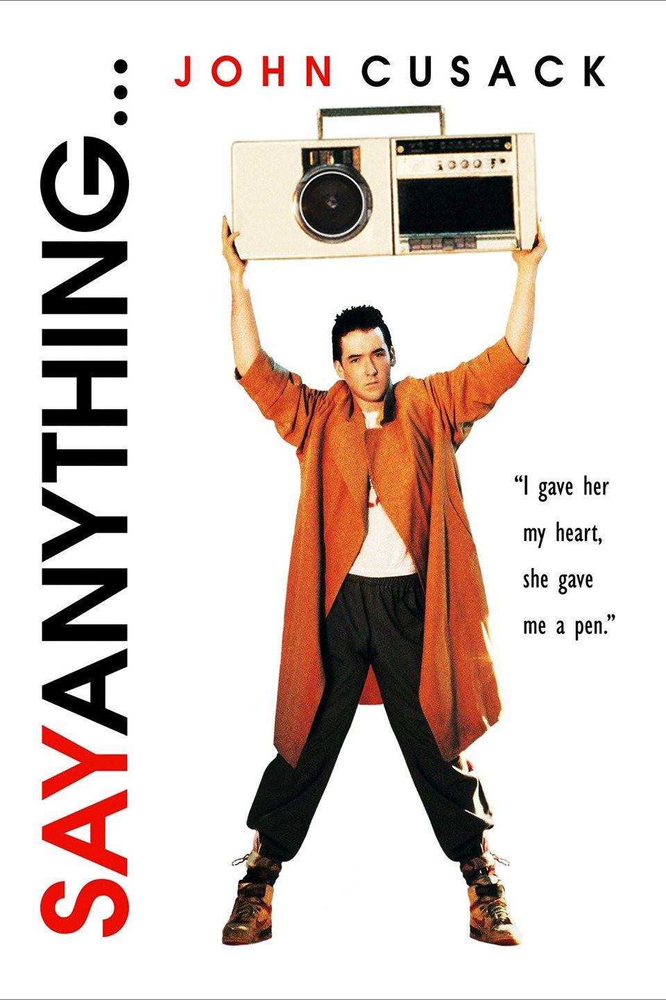 JOHN CUSACK
SAY ANYTHING...
“I gave her
my heart,
she gave
me a pen.”